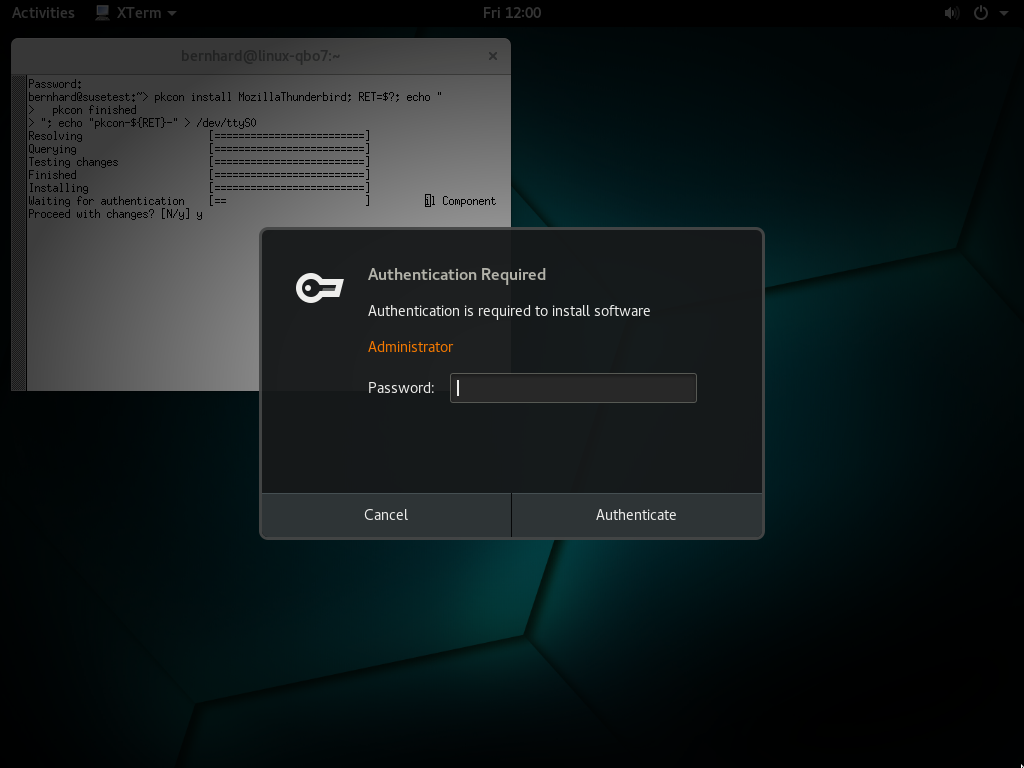 Activities XTerm Fri 12:00
bernhard@linux-qbo7:~
Password:
bernhard@susetest:~> pkcon install MozillaThunderbird; RET=$?; echo "
> pkcon finished
> "; echo "pkcon-${RET}-" > /dev/ttyS0
Resolving [=========================]
Querying [=========================]
Testing changes [=========================]
Finished [=========================]
Installing [=========================]
Waiting for authentication [== ] il Component
Proceed with changes? [N/y] y
Authentication Required
Authentication is required to install software
Administrator
Password:
Cancel Authenticate